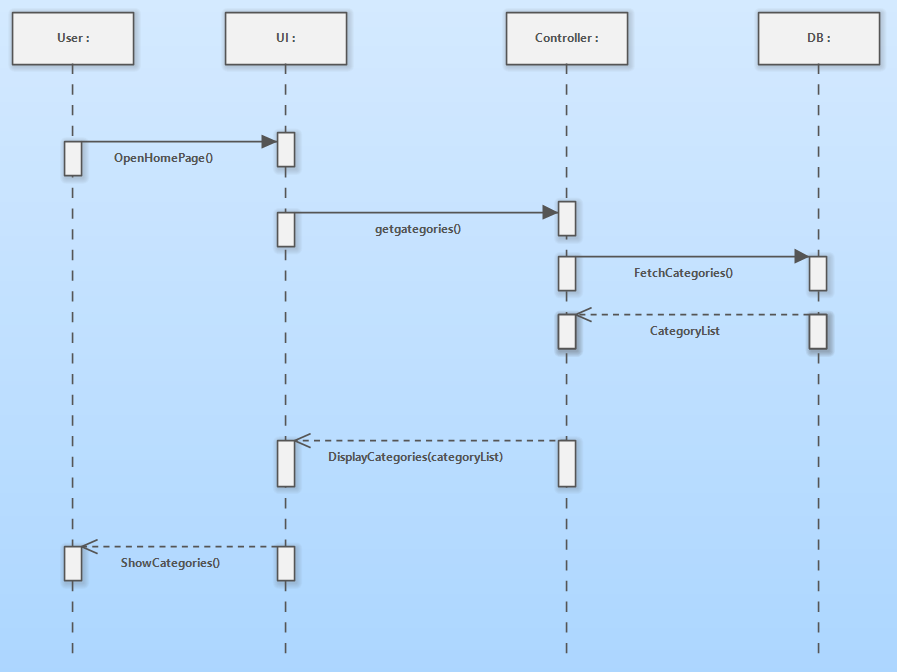 User :
UI :
Controller :
DB :
OpenHomePage()
getgategories()
FetchCategories()
CategoryList
DisplayCategories(categoryList)
ShowCategories()